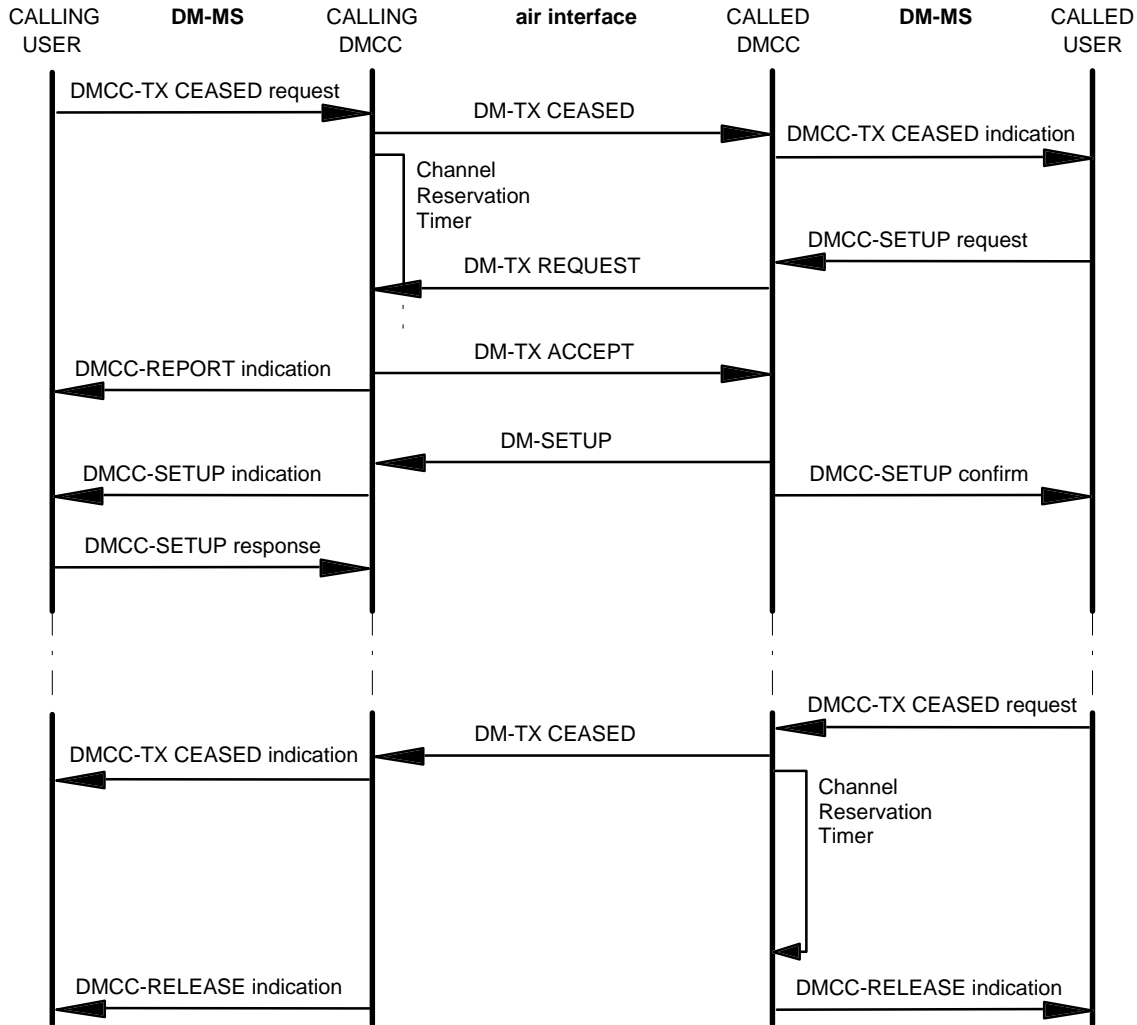 CALLING USER
DM-MS
CALLING DMCC
air interface
CALLED DMCC
DM-MS
CALLED USER
DMCC-TX CEASED request
DM-TX CEASED
DMCC-TX CEASED indication
Channel
Reservation
Timer
DMCC-SETUP request
DM-TX REQUEST
DM-TX ACCEPT
DMCC-REPORT indication
DM-SETUP
DMCC-SETUP indication
DMCC-SETUP confirm
DMCC-SETUP response
DMCC-TX CEASED request
DM-TX CEASED
DMCC-TX CEASED indication
Channel
Reservation
Timer
DMCC-RELEASE indication
DMCC-RELEASE indication